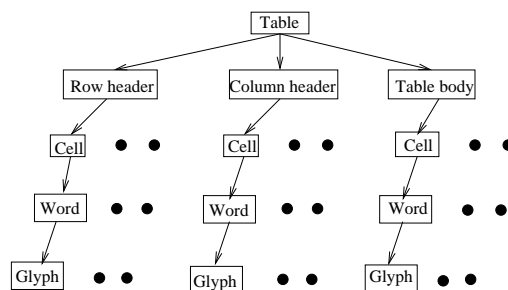 Table
Row header Column header Table body
Cell Cell Cell
Word Word Word
Glyph Glyph Glyph